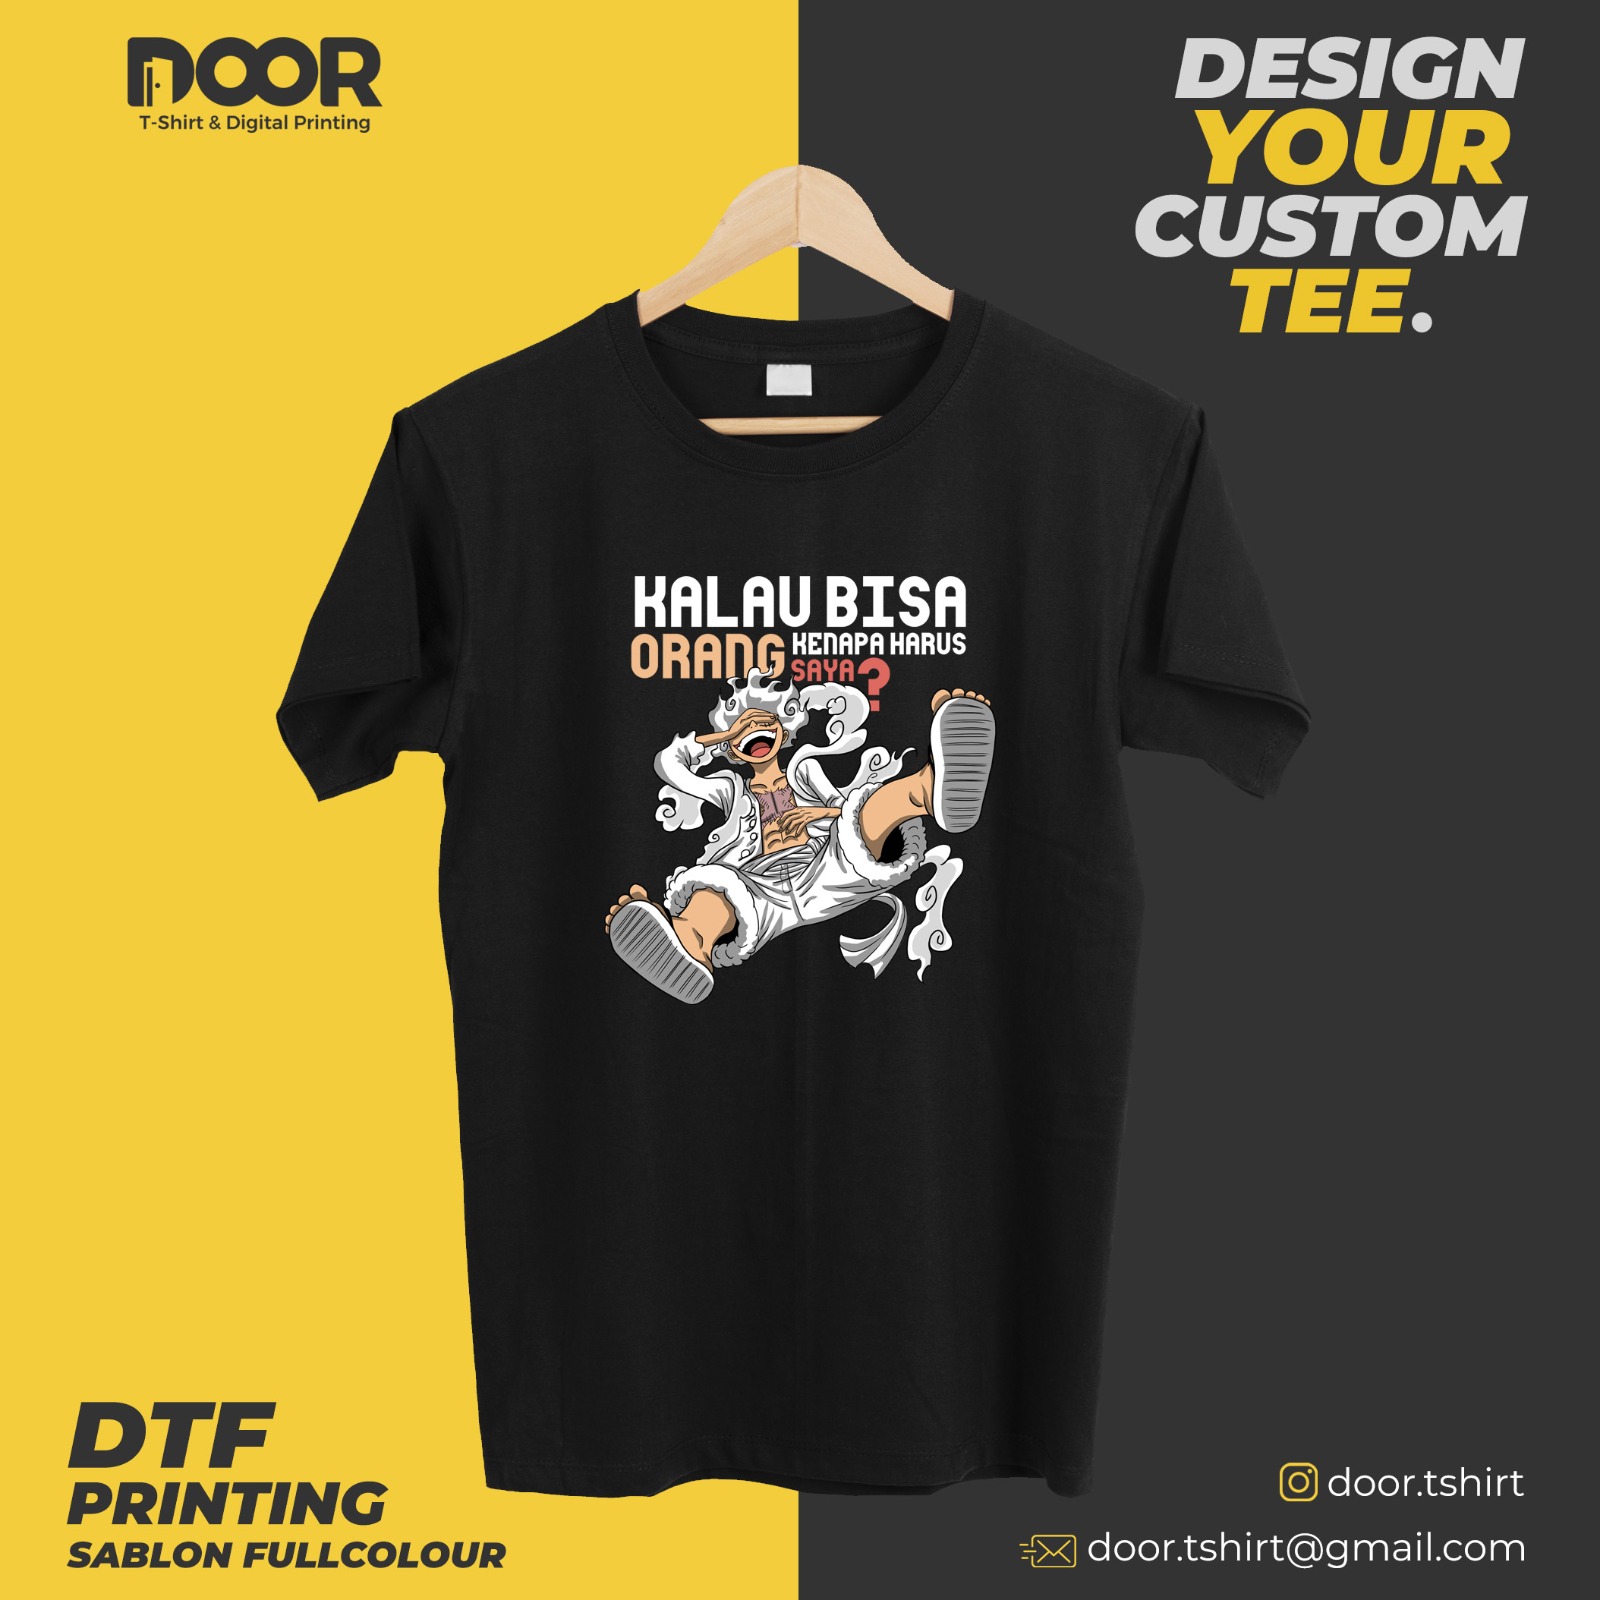 DOOR
T-Shirt & Digital Printing
DESIGN
YOUR
CUSTOM
TEE.
KALAU BISA
ORANG KENAPA HARUS
SAYA?
DTF
PRINTING
SABLON FULLCOLOUR
door.tshirt
door.tshirt@gmail.com